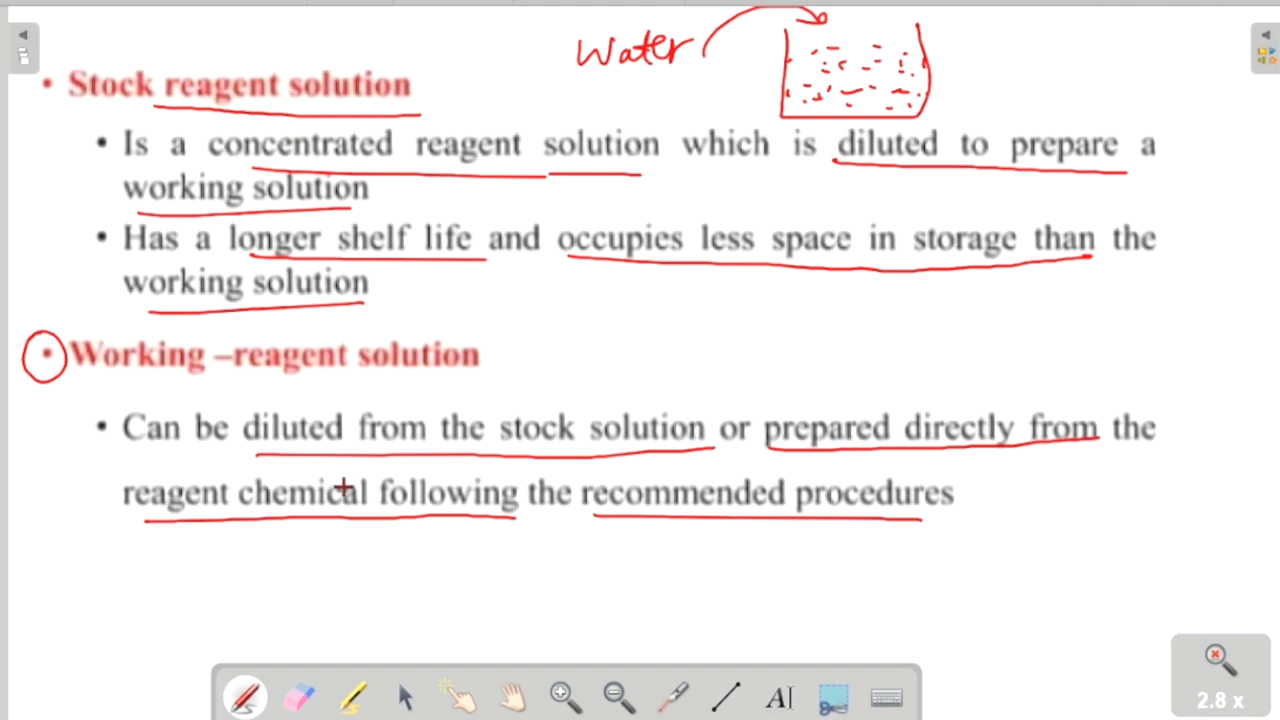 Water
• Stock reagent solution
• Is a concentrated reagent solution which is diluted to prepare a
working solution
• Has a longer shelf life and occupies less space in storage than the
working solution
• Working –reagent solution
• Can be diluted from the stock solution or prepared directly from the
reagent chemical following the recommended procedures
A
2.8 x